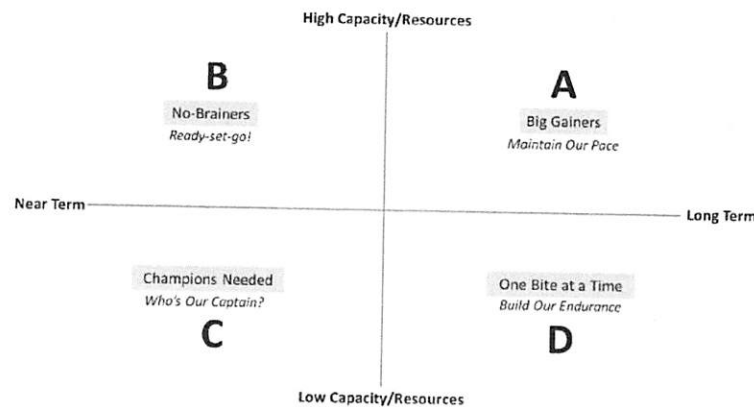 High Capacity/Resources
B
No-Brainers
Ready-set-go!
A
Big Gainers
Maintain Our Pace
Near Term
Long Term
Champions Needed
Who's Our Captain?
C
One Bite at a Time
Build Our Endurance
D
Low Capacity/Resources